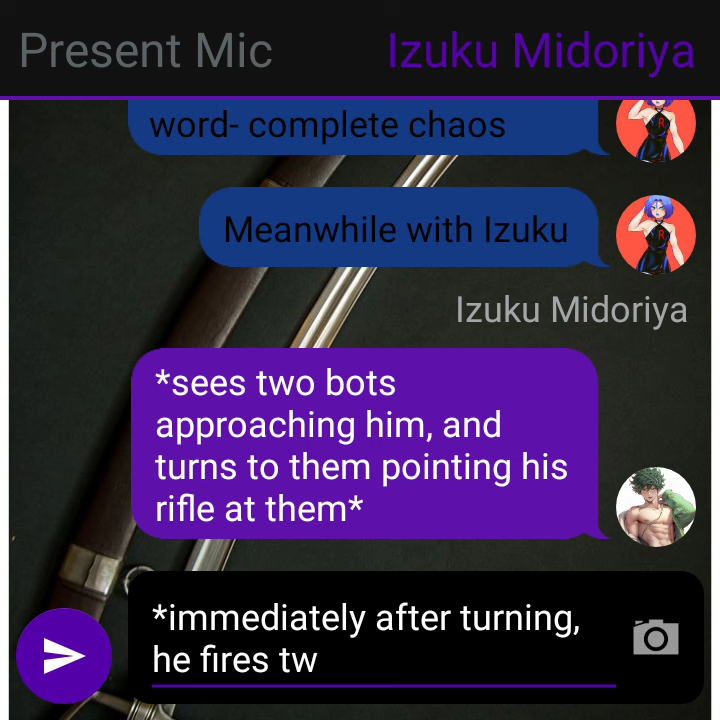 Present Mic
Izuku Midoriya
word- complete chaos
Meanwhile with Izuku
Izuku Midoriya
*sees two bots
approaching him, and
turns to them pointing his
rifle at them*
*immediately after turning,
he fires tw